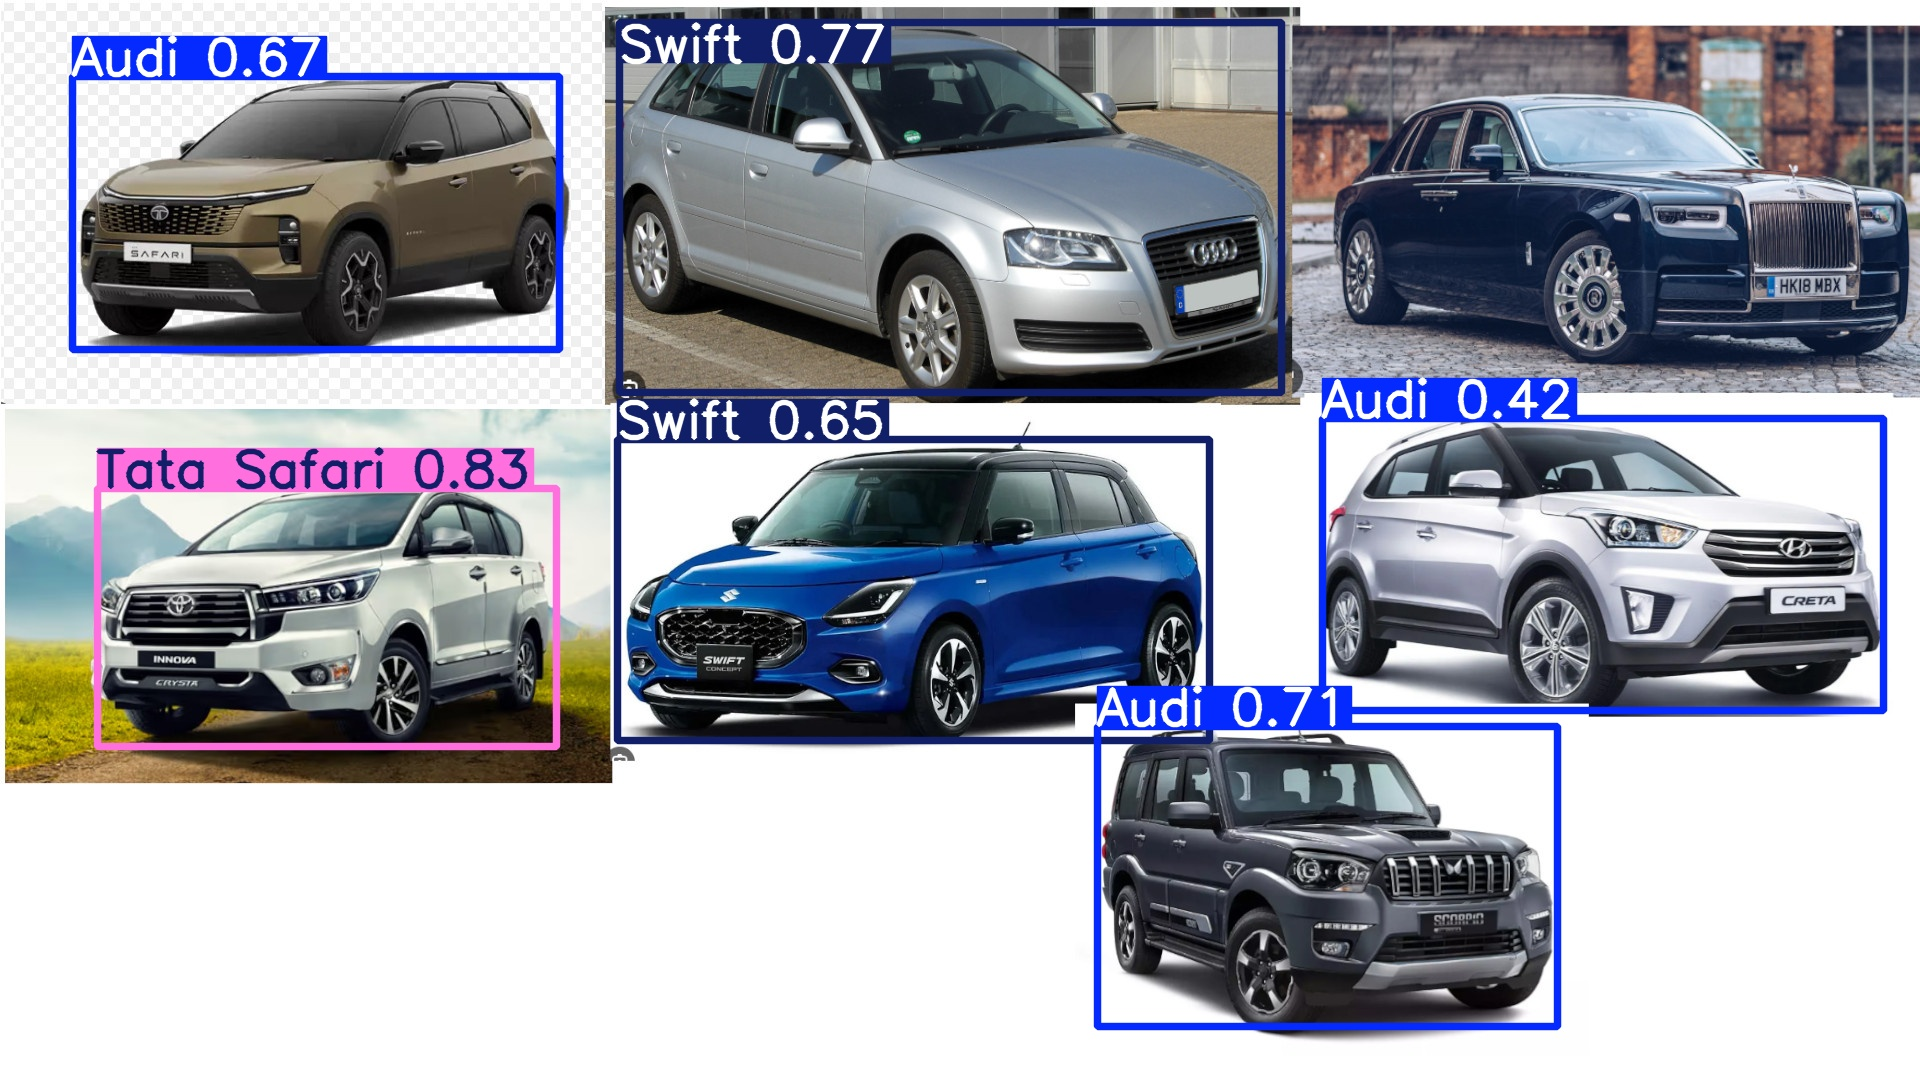 Audi 0.67
Swift 0.77
SAFARI
HK18 MBX
Tata Safari 0.83
Swift 0.65
Audi 0.42
INNOVA
CRYSTA
SWIFT
CONCEPT
CRETA
Audi 0.71
SCORPIO